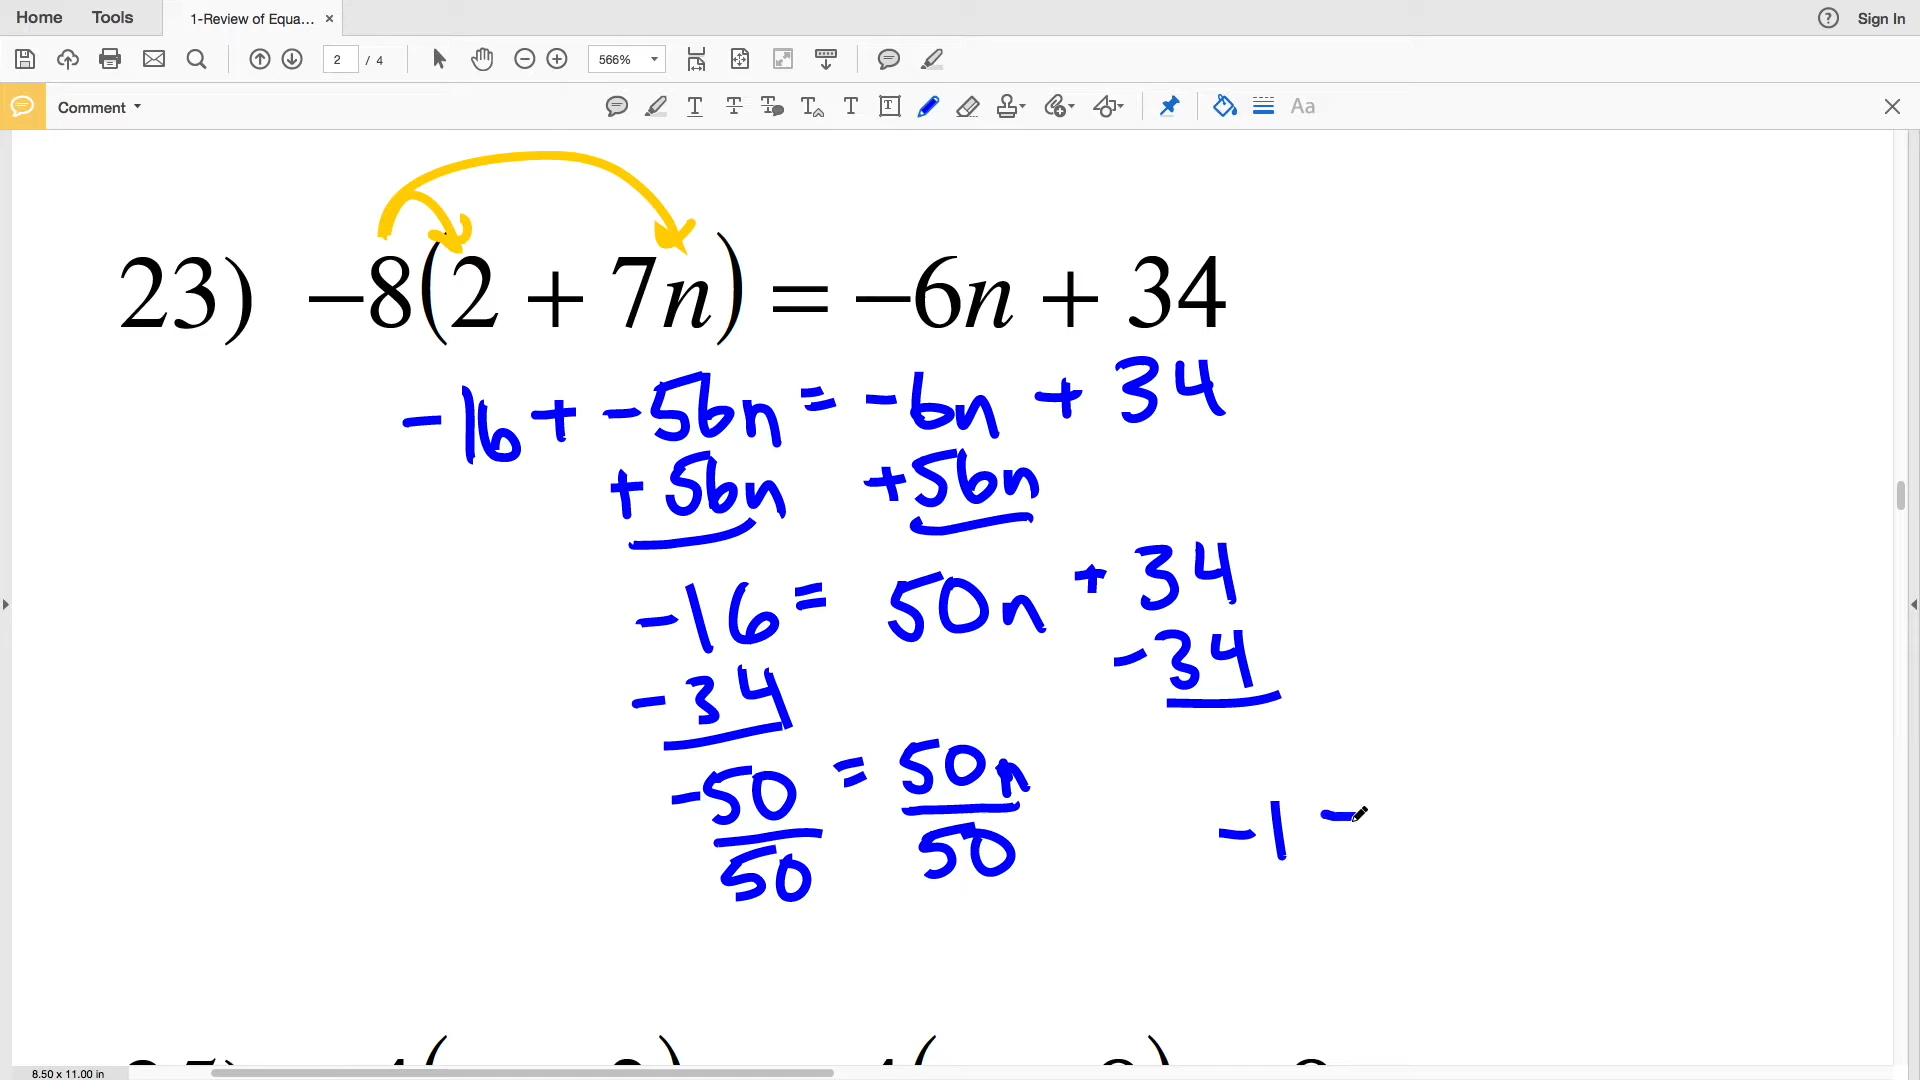 Home Tools 1-Review of Equa... × ? Sign In
2 / 4 566%
Comment T T T T T T Aa
23) −8(2 + 7n) = −6n + 34
-16 + -56n = -6n + 34
+56n +56n
-16 = 50n + 34
-34 -34
-50 = 50n
50 50
-1 -
8.50 x 11.00 in